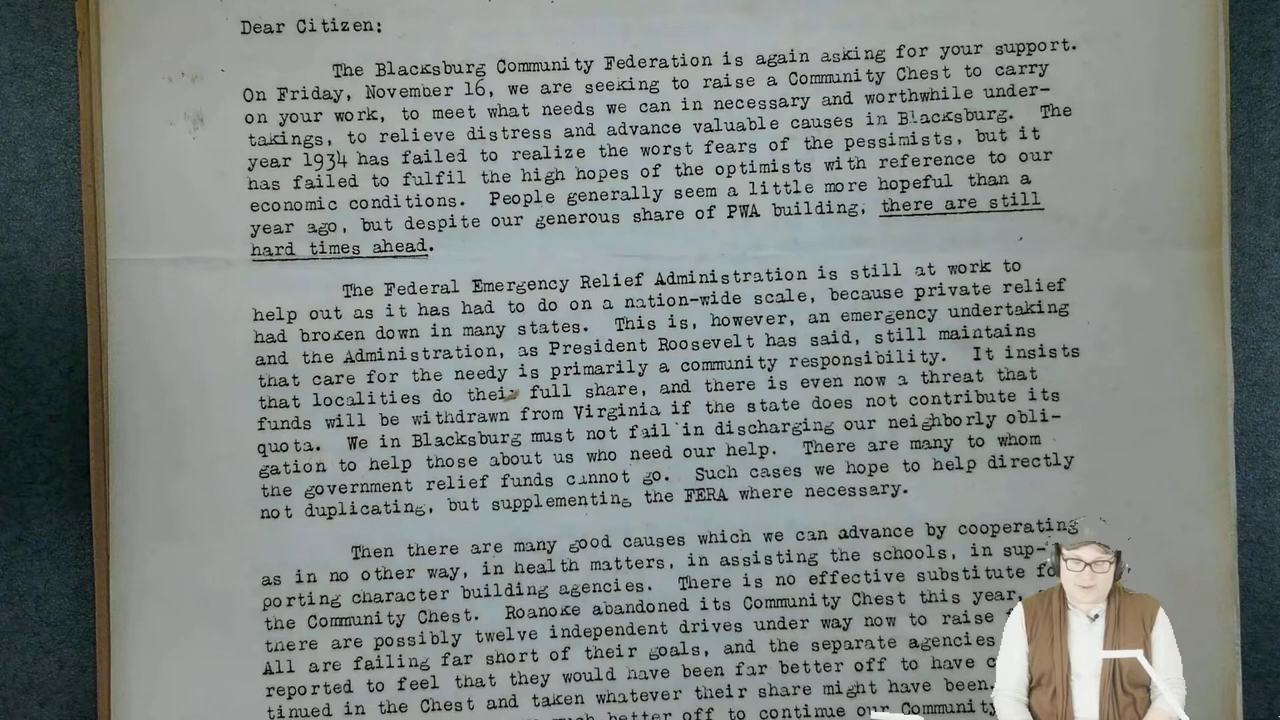 Dear Citizen:
The Blacksburg Community Federation is again asking for your support.
On Friday, November 16, we are seeking to raise a Community Chest to carry
on your work, to meet what needs we can in necessary and worthwhile under-
takings, to relieve distress and advance valuable causes in Blacksburg. The
year 1934 has failed to realize the worst fears of the pessimists, but it
has failed to fulfil the high hopes of the optimists with reference to our
economic conditions. People generally seem a little more hopeful than a
year ago, but despite our generous share of PWA building, there are still
hard times ahead.
The Federal Emergency Relief Administration is still at work to
help out as it has had to do on a nation-wide scale, because private relief
had broken down in many states. This is, however, an emergency undertaking
and the Administration, as President Roosevelt has said, still maintains
that care for the needy is primarily a community responsibility. It insists
that localities do their full share, and there is even now a threat that
funds will be withdrawn from Virginia if the state does not contribute its
quota. We in Blacksburg must not fail in discharging our neighborly obli-
gation to help those about us who need our help. There are many to whom
the government relief funds cannot go. Such cases we hope to help directly
not duplicating, but supplementing the FERA where necessary.
Then there are many good causes which we can advance by cooperating
as in no other way, in health matters, in assisting the schools, in sup-
porting character building agencies. There is no effective substitute
the Community Chest. Roanoke abandoned its Community Chest this year,
there are possibly twelve independent drives under way now to raise
All are failing far short of their goals, and the separate agencies
reported to feel that they would have been far better off to have
tinued in the Chest and taken whatever their share might have been.
much better off to continue our Community